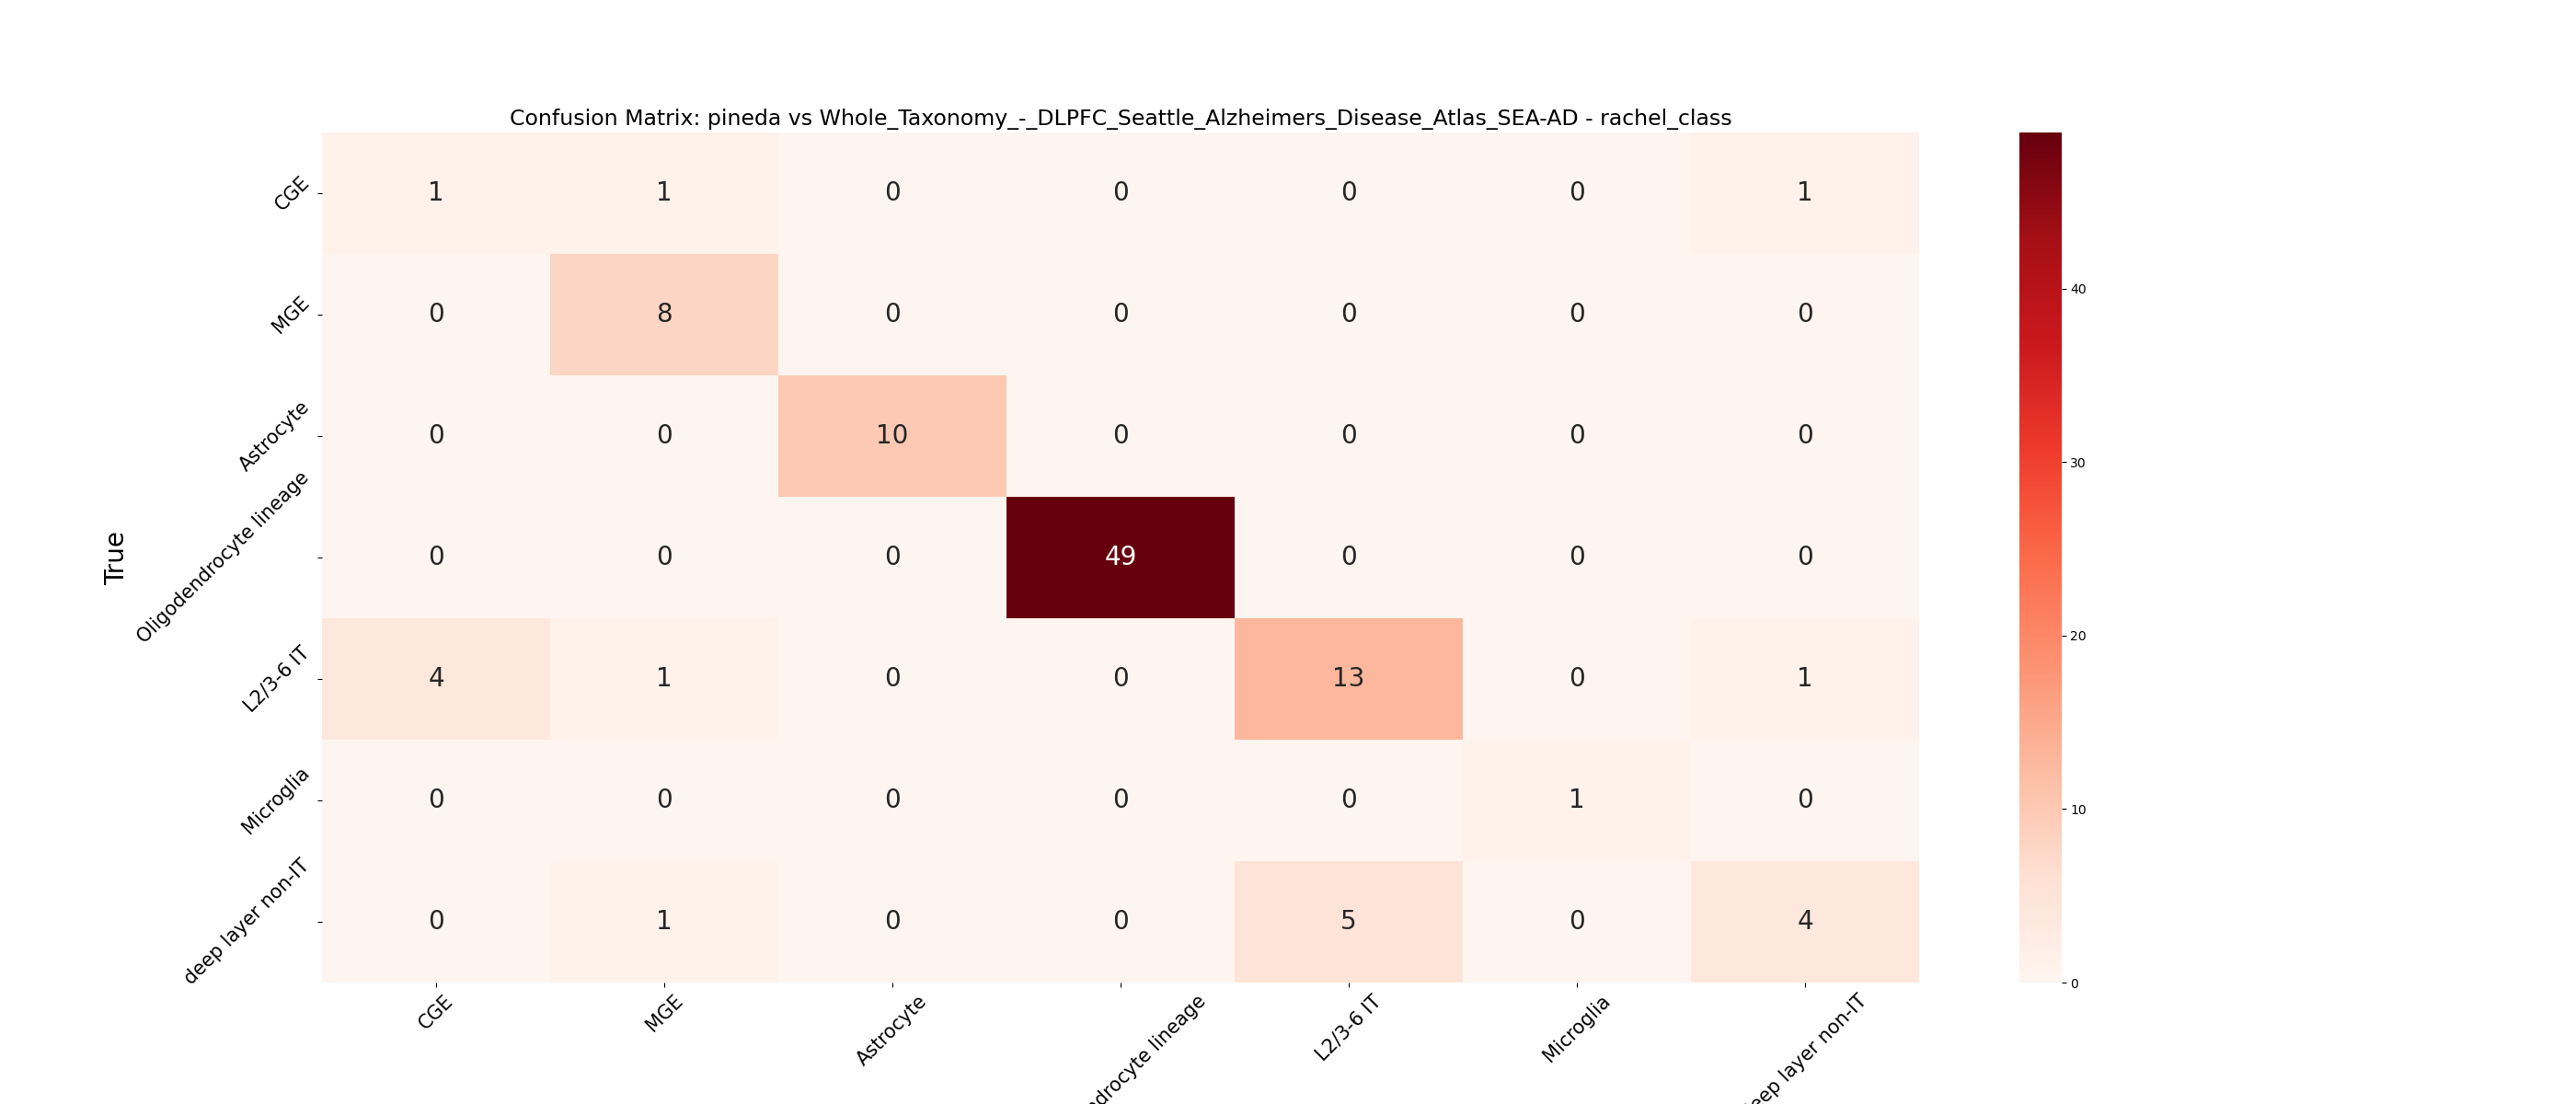 Confusion Matrix: pineda vs Whole_Taxonomy_-_DLPFC_Seattle_Alzheimers_Disease_Atlas_SEA-AD - rachel_class
CGE 1 1 0 0 0 0 1
MGE 0 8 0 0 0 0 0
Astrocyte 0 0 10 0 0 0 0
Oligodendrocyte lineage 0 0 0 49 0 0 0
L2/3-6 IT 4 1 0 0 13 0 1
Microglia 0 0 0 0 0 1 0
deep layer non-IT 0 1 0 0 5 0 4
True
CGE
MGE
Astrocyte
lineage
L2/3-6 IT
Microglia
layer non-IT
40
30
20
10
0